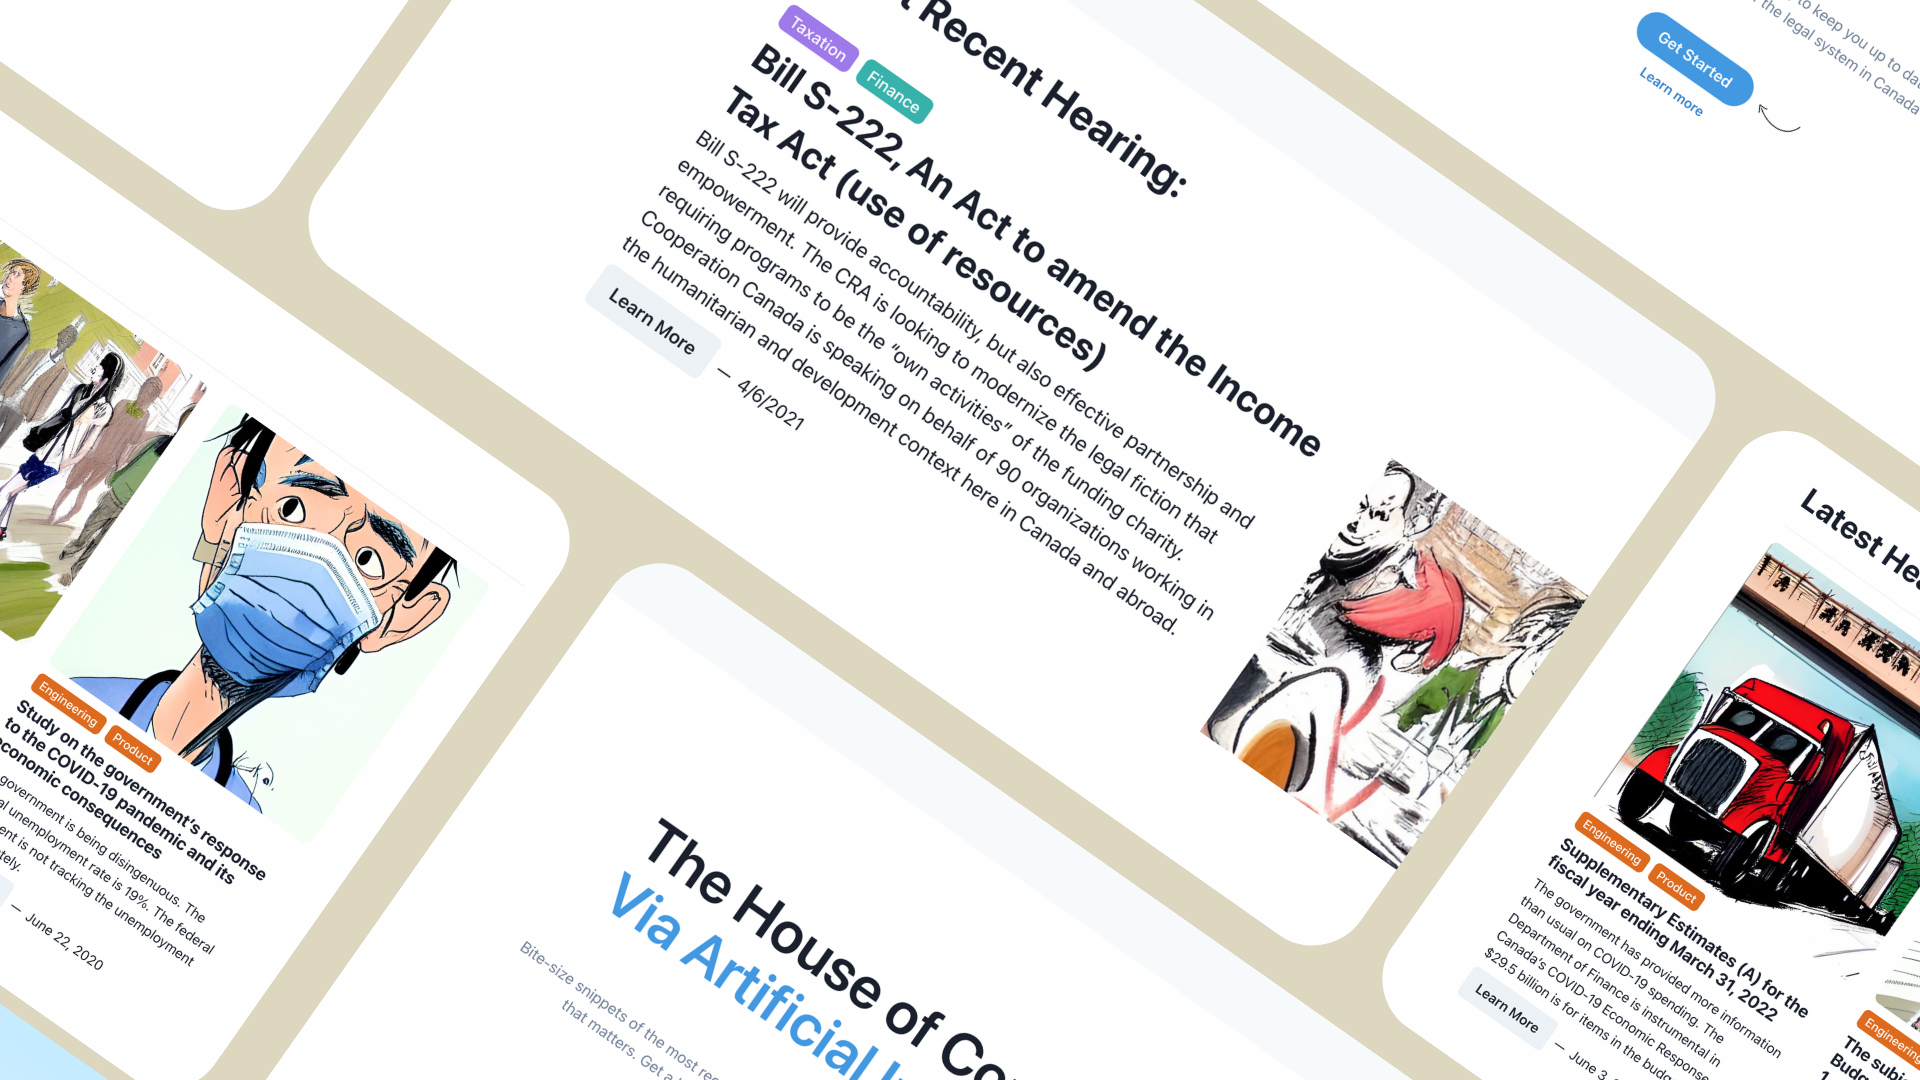 t Recent Hearing:
Taxation
Finance
Bill S-222, An Act to amend the Income
Tax Act (use of resources)
Bill S-222 will provide accountability, but also effective partnership and
empowerment. The CRA is looking to modernize the legal fiction that
requiring programs to be the "own activities" of the funding charity.
Cooperation Canada is speaking on behalf of 90 organizations working in
the humanitarian and development context here in Canada and abroad.
Learn More
— 4/6/2021
to keep you up to da
the legal system in Canada
Get Started
Learn more
Engineering
Product
Study on the government's response
to the COVID-19 pandemic and its
economic consequences
government is being disingenuous. The
al unemployment rate is 19%. The federal
ent is not tracking the unemployment
tely.
— June 22, 2020
The House of Co
Via Artificial I
Bite-size snippets of the most rec
that matters. Get a
Latest He
Engineering
Product
Supplementary Estimates (A) for the
fiscal year ending March 31, 2022
The government has provided more information
than usual on COVID-19 spending. The
Department of Finance is instrumental in
Canada's COVID-19 Economic Response
$29.5 billion is for items in the budg
Learn More
— June 3,
Engineering
The subj
Budg